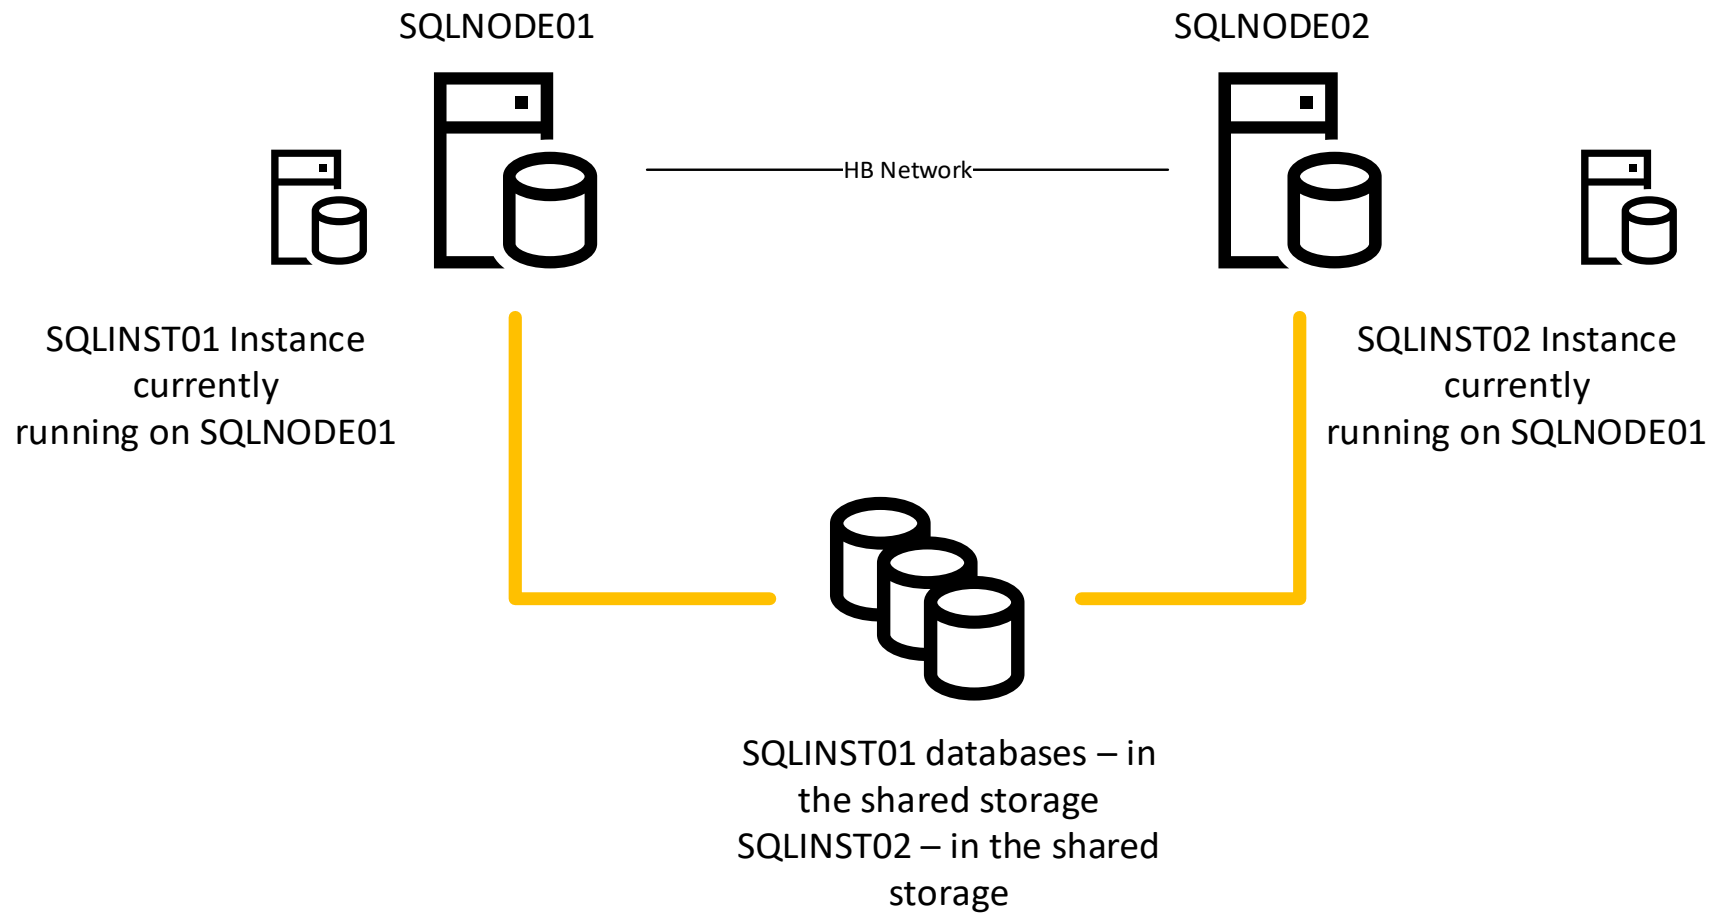 SQLNODE01
SQLNODE02
HB Network
SQLINST01 Instance
currently
running on SQLNODE01
SQLINST02 Instance
currently
running on SQLNODE01
SQLINST01 databases – in
the shared storage
SQLINST02 – in the shared
storage